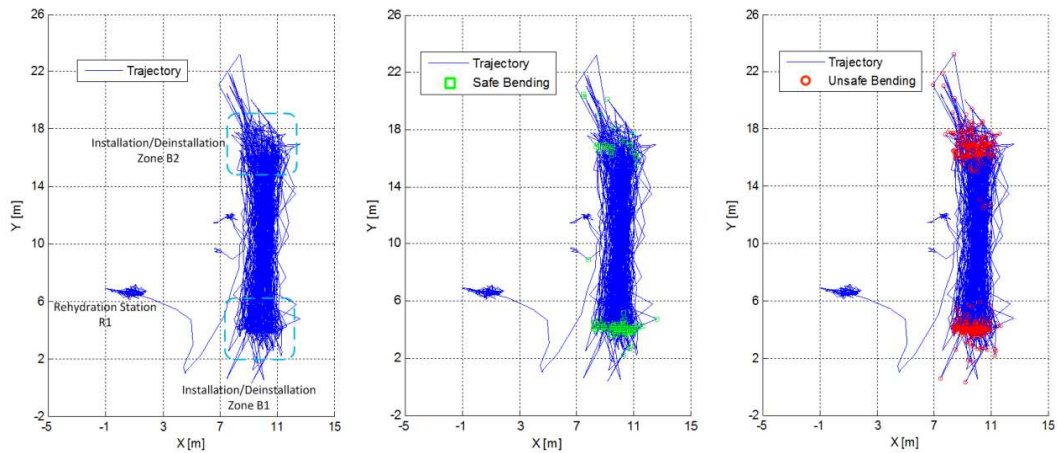 26
22
18
14
10
6
2
-2
Y [m]
-5
-1
3
7
11
15
X [m]
Trajectory
Installation/Deinstallation
Zone B2
Rehydration Station
R1
Installation/Deinstallation
Zone B1
26
22
18
14
10
6
2
-2
Y [m]
-5
-1
3
7
11
15
X [m]
Trajectory
Safe Bending
26
22
18
14
10
6
2
-2
Y [m]
-5
-1
3
7
11
15
X [m]
Trajectory
Unsafe Bending